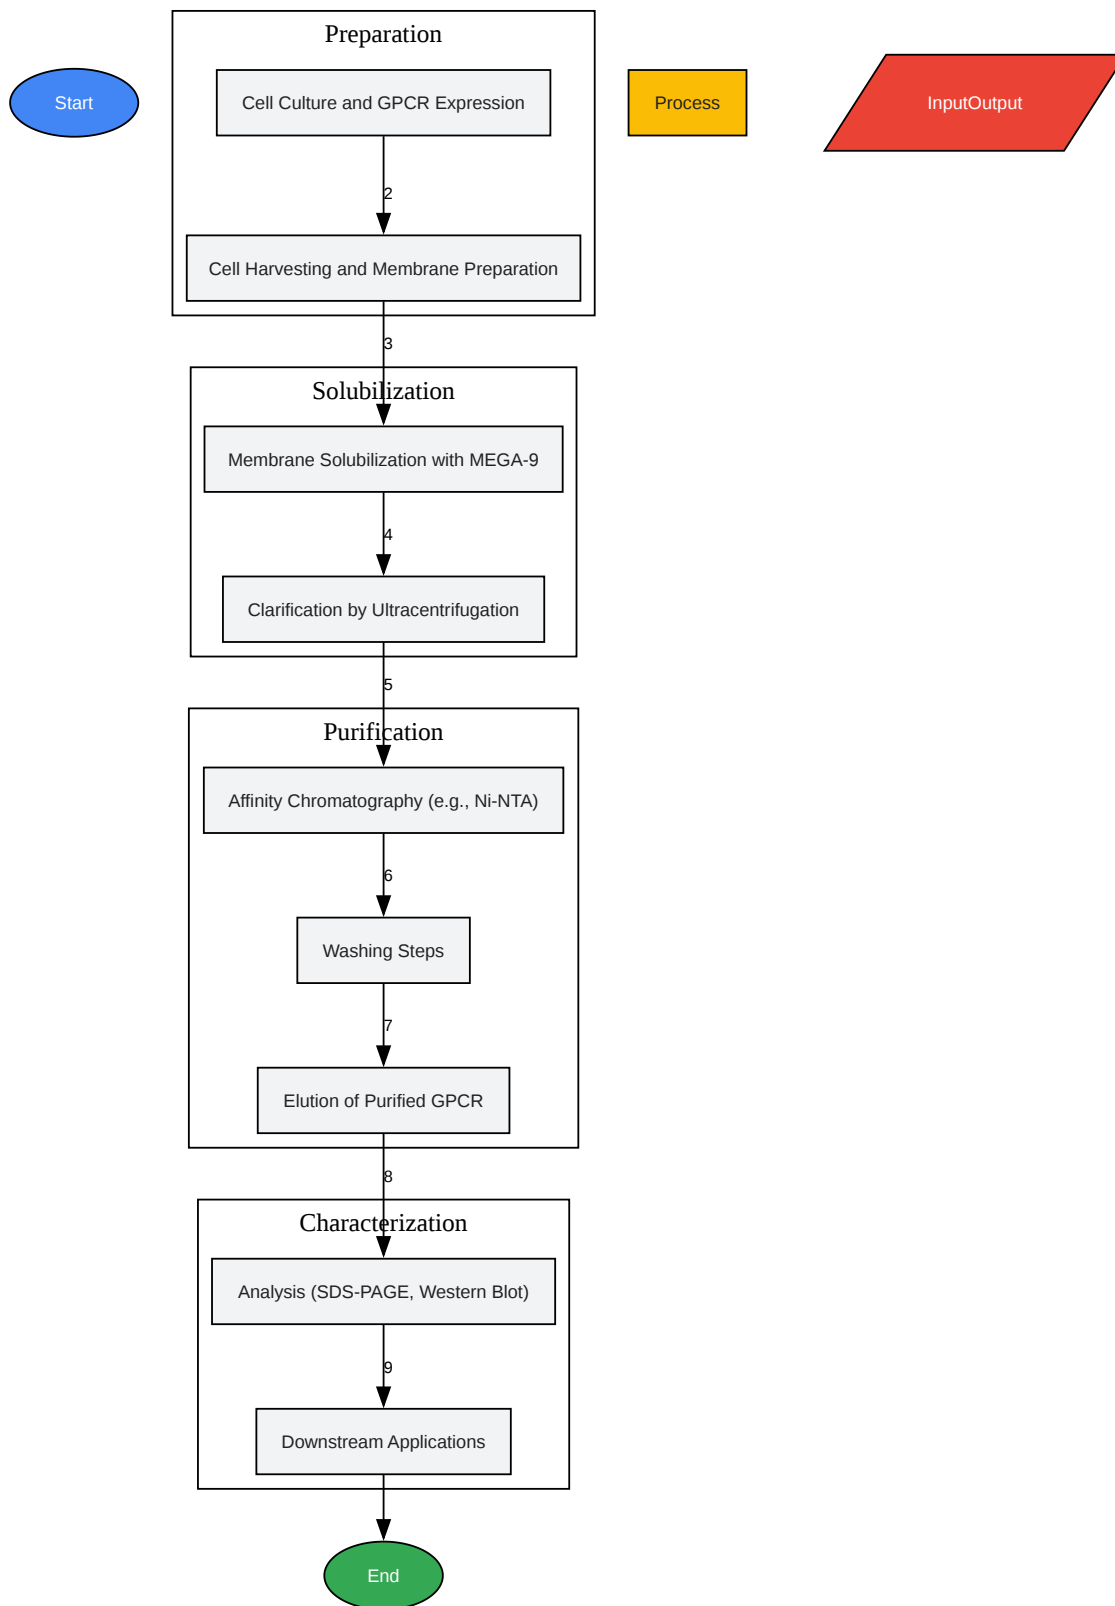 Preparation
Start
Cell Culture and GPCR Expression
Process
InputOutput
2
Cell Harvesting and Membrane Preparation
3
Solubilization
Membrane Solubilization with MEGA-9
4
Clarification by Ultracentrifugation
5
Purification
Affinity Chromatography (e.g., Ni-NTA)
6
Washing Steps
7
Elution of Purified GPCR
8
Characterization
Analysis (SDS-PAGE, Western Blot)
9
Downstream Applications
End